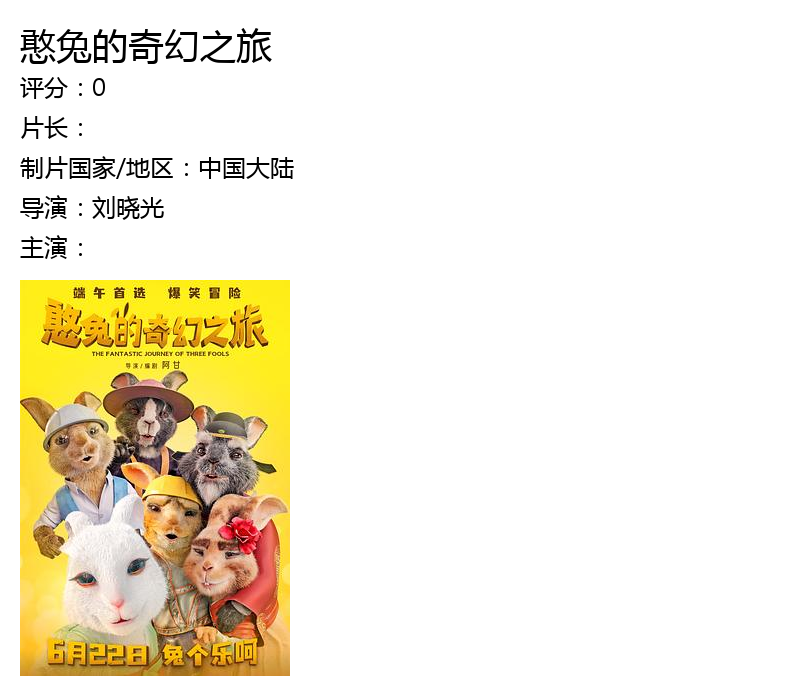 憨兔的奇幻之旅
评分：0
片长：
制片国家/地区：中国大陆
导演：刘晓光
主演：
端午首选 爆笑冒险
憨兔的奇幻之旅
THE FANTASTIC JOURNEY OF THREE FOOLS
导演/编剧 阿甘
6月22日 兔个乐呵